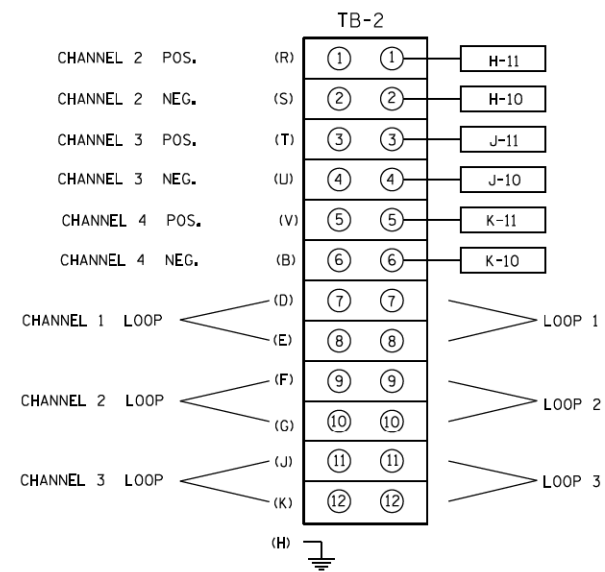 TB-2
CHANNEL 2 POS. (R) 1 1 H-11
CHANNEL 2 NEG. (S) 2 2 H-10
CHANNEL 3 POS. (T) 3 3 J-11
CHANNEL 3 NEG. (U) 4 4 J-10
CHANNEL 4 POS. (V) 5 5 K-11
CHANNEL 4 NEG. (B) 6 6 K-10
(D) 7 7
CHANNEL 1 LOOP LOOP 1
(E) 8 8
(F) 9 9
CHANNEL 2 LOOP LOOP 2
(G) 10 10
(J) 11 11
CHANNEL 3 LOOP LOOP 3
(K) 12 12
(H)